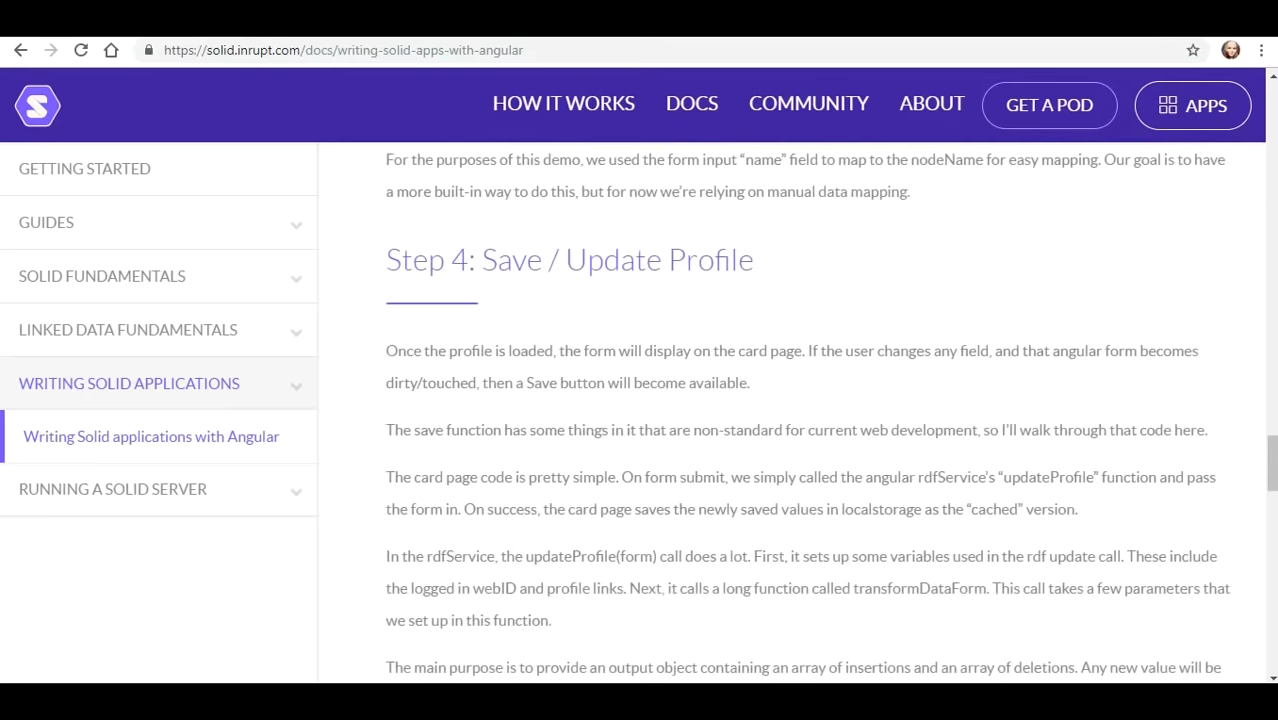 https://solid.inrupt.com/docs/writing-solid-apps-with-angular
HOW IT WORKS
DOCS
COMMUNITY
ABOUT
GET A POD
APPS
GETTING STARTED
GUIDES
SOLID FUNDAMENTALS
LINKED DATA FUNDAMENTALS
WRITING SOLID APPLICATIONS
Writing Solid applications with Angular
RUNNING A SOLID SERVER
For the purposes of this demo, we used the form input “name” field to map to the nodeName for easy mapping. Our goal is to have
a more built-in way to do this, but for now we’re relying on manual data mapping.
Step 4: Save / Update Profile
Once the profile is loaded, the form will display on the card page. If the user changes any field, and that angular form becomes
dirty/touched, then a Save button will become available.
The save function has some things in it that are non-standard for current web development, so I’ll walk through that code here.
The card page code is pretty simple. On form submit, we simply called the angular rdfService’s “updateProfile” function and pass
the form in. On success, the card page saves the newly saved values in localstorage as the “cached” version.
In the rdfService, the updateProfile(form) call does a lot. First, it sets up some variables used in the rdf update call. These include
the logged in webID and profile links. Next, it calls a long function called transformDataForm. This call takes a few parameters that
we set up in this function.
The main purpose is to provide an output object containing an array of insertions and an array of deletions. Any new value will be